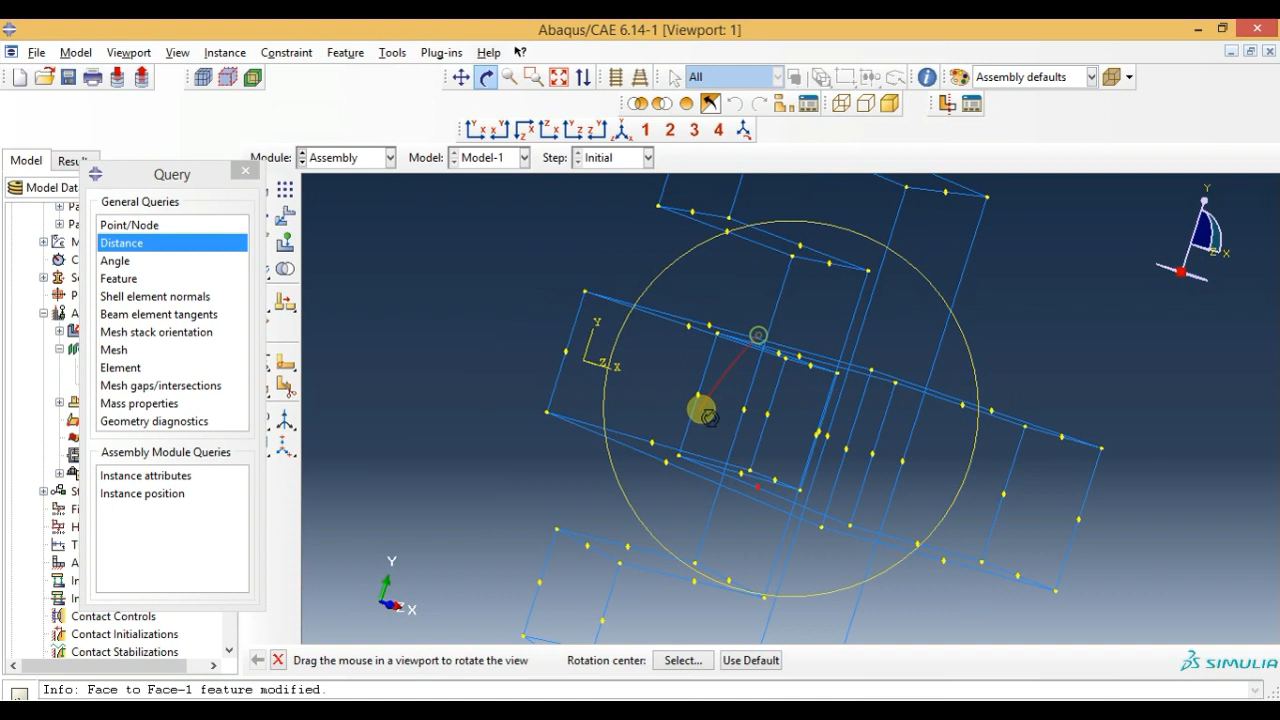 Abaqus/CAE 6.14-1 [Viewport: 1]
File Model Viewport View Instance Constraint Feature Tools Plug-ins Help
All
Assembly defaults
1 2 3 4
Model
Module: Assembly Model: Model-1 Step: Initial
Query
Model Dat
General Queries
Point/Node
Distance
Angle
Feature
Shell element normals
Beam element tangents
Mesh stack orientation
Mesh
Element
Mesh gaps/intersections
Mass properties
Geometry diagnostics
Assembly Module Queries
Instance attributes
Instance position
Contact Controls
Contact Initializations
Contact Stabilizations
Y
Z X
Y
Z X
Y
Z X
Drag the mouse in a viewport to rotate the view
Rotation center: Select... Use Default
SIMULIA
Info: Face to Face-1 feature modified.